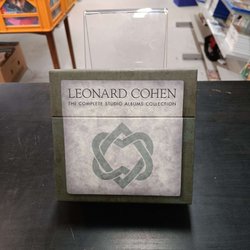 LEONARD COHEN
THE COMPLETE STUDIO ALBUMS COLLECTION